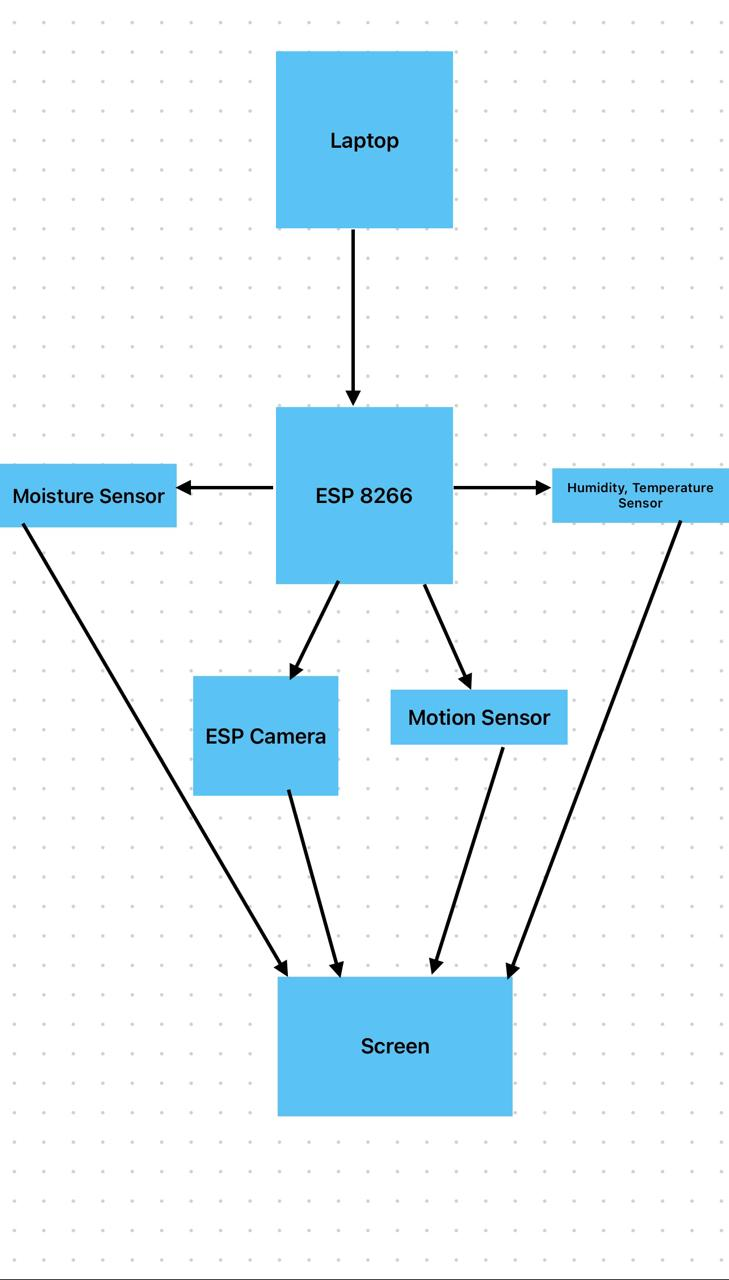 Laptop
ESP 8266
Moisture Sensor
Humidity, Temperature
Sensor
ESP Camera
Motion Sensor
Screen